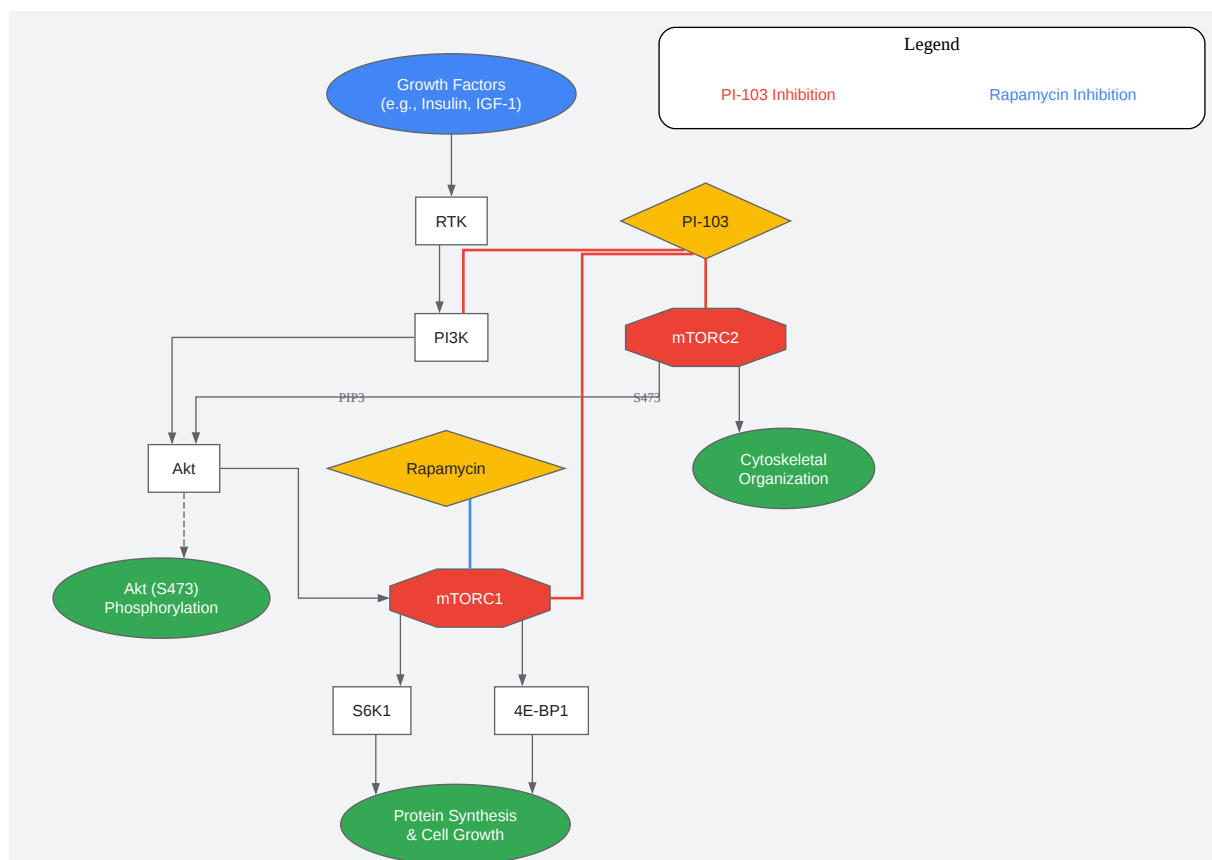 Legend
PI-103 Inhibition
Rapamycin Inhibition
Growth Factors
(e.g., Insulin, IGF-1)
RTK
PI-103
PI3K
mTORC2
PIP3
S473
Akt
Rapamycin
Cytoskeletal
Organization
Akt (S473)
Phosphorylation
mTORC1
S6K1
4E-BP1
Protein Synthesis
& Cell Growth